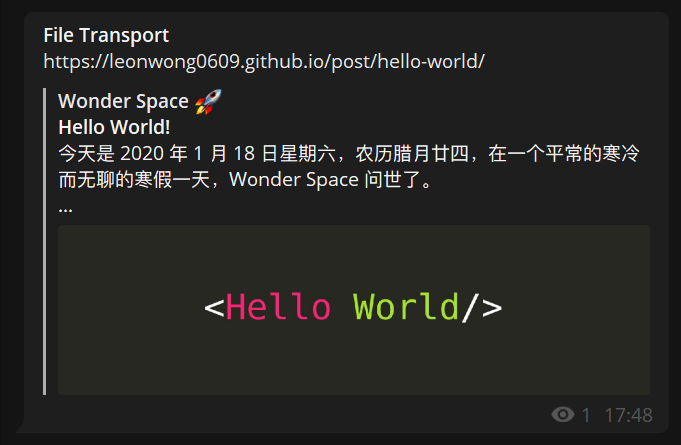 File Transport
https://leonwong0609.github.io/post/hello-world/
Wonder Space 🚀
Hello World!
今天是 2020 年 1 月 18 日星期六，农历腊月廿四，在一个平常的寒冷
而无聊的寒假一天，Wonder Space 问世了。
...
<Hello World/>
1 17:48